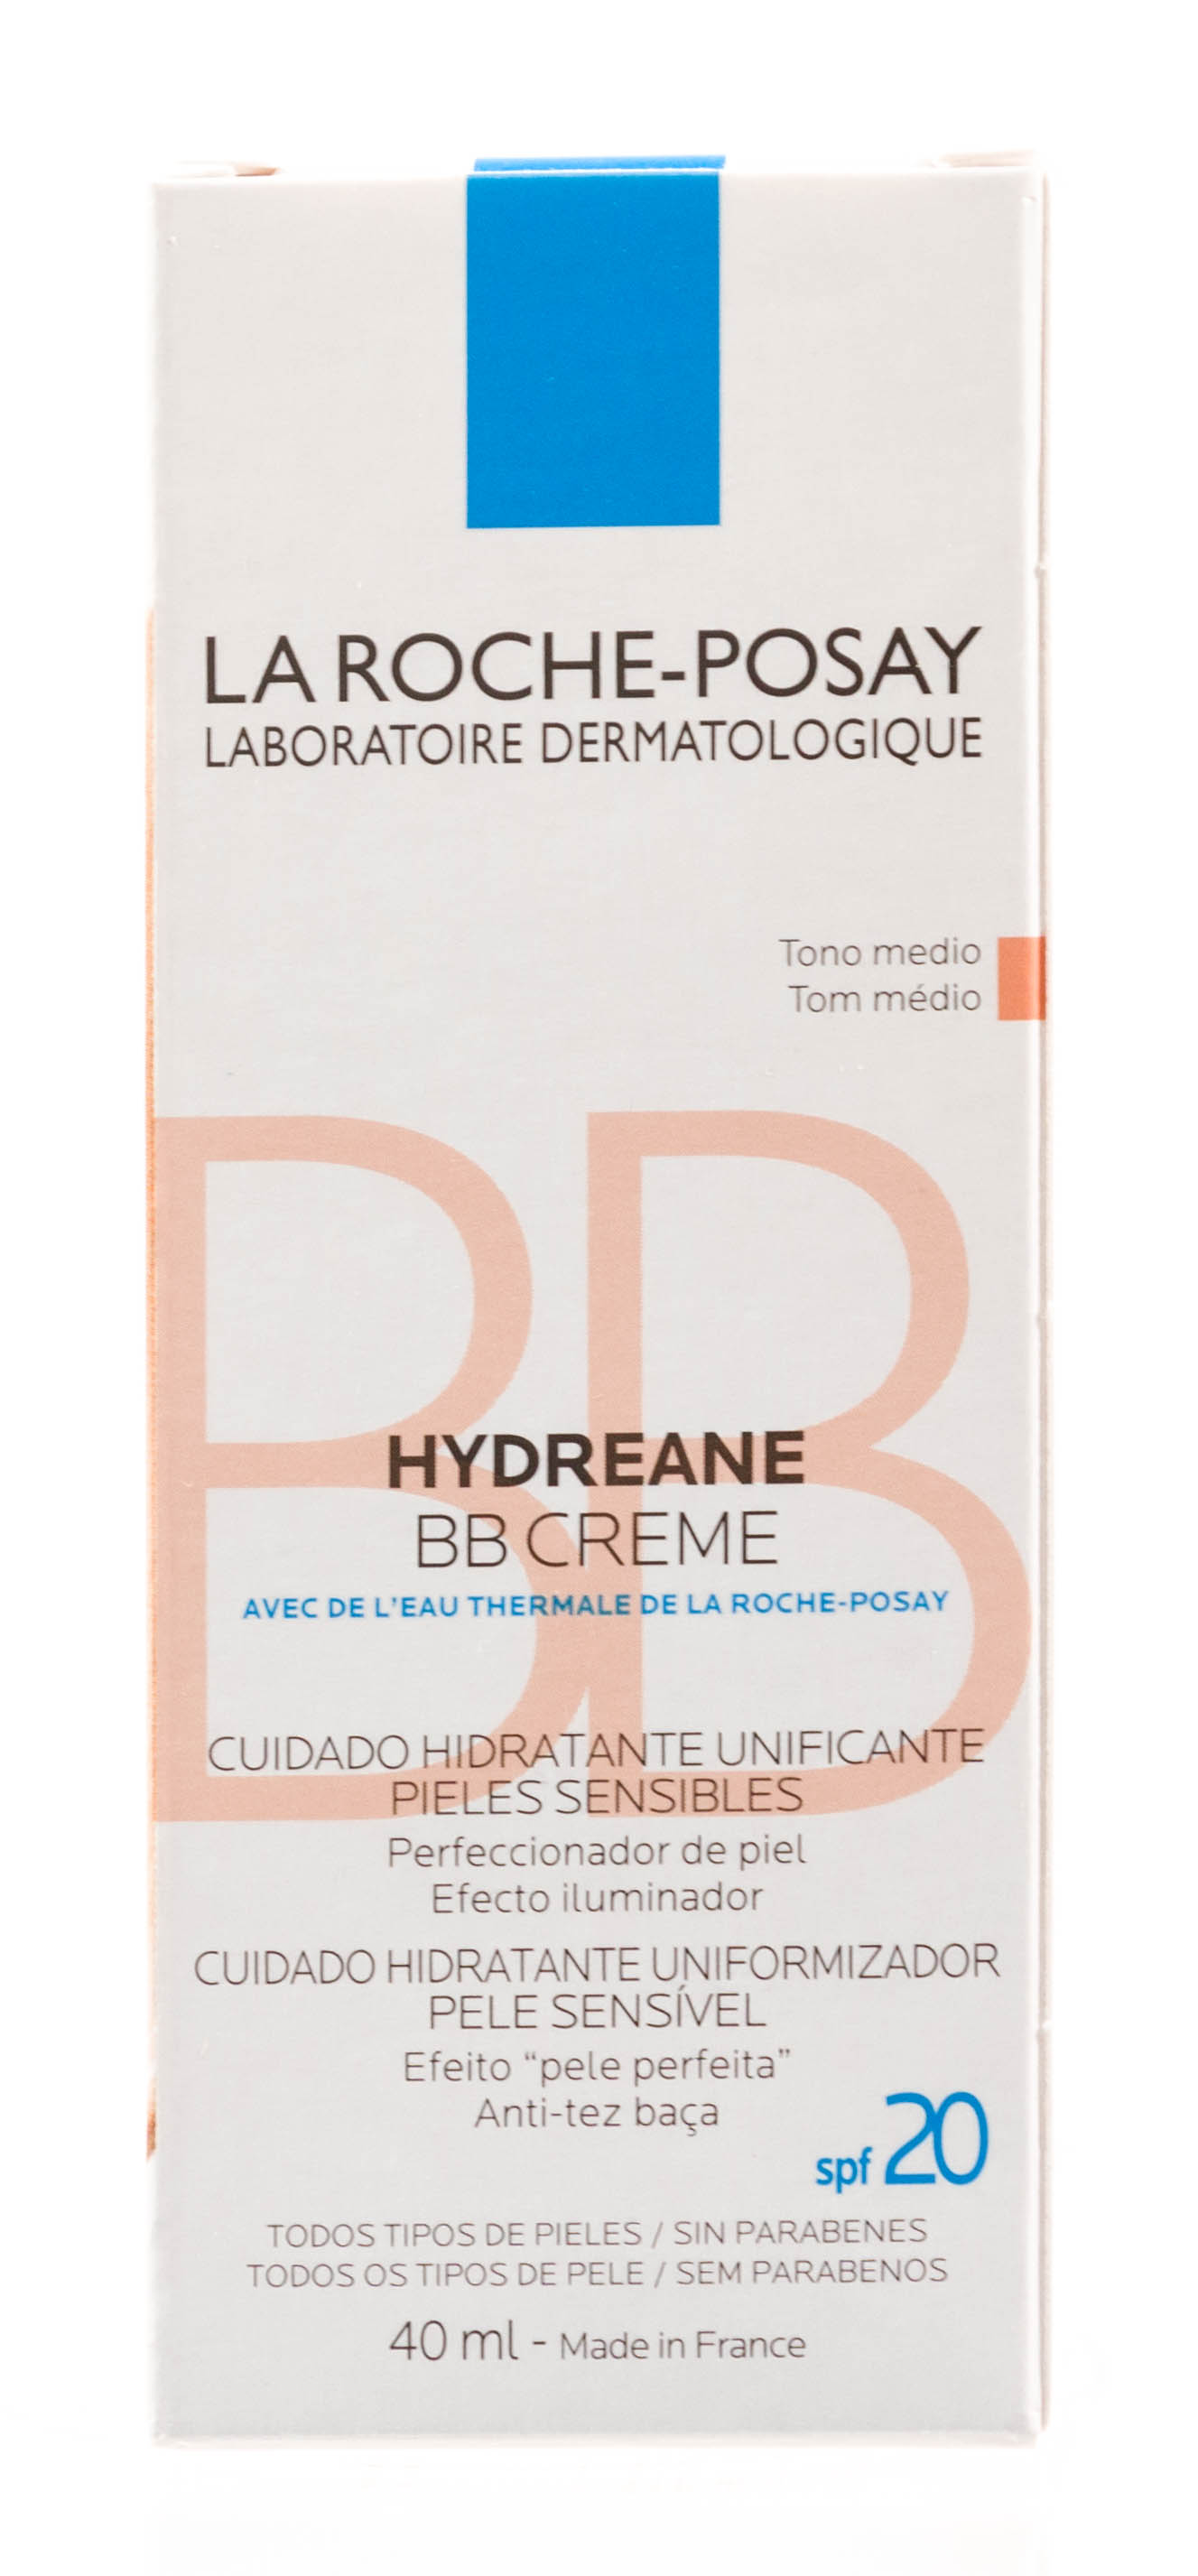 LA ROCHE-POSAY
LABORATOIRE DERMATOLOGIQUE
Tono medio
Tom médio
BB
HYDREANE
BB CREME
AVEC DE L'EAU THERMALE DE LA ROCHE-POSAY
CUIDADO HIDRATANTE UNIFICANTE
PIELES SENSIBLES
Perfeccionador de piel
Efecto iluminador
CUIDADO HIDRATANTE UNIFORMIZADOR
PELE SENSÍVEL
Efeito “pele perfeita”
Anti-tez baça
spf 20
TODOS TIPOS DE PIELES / SIN PARABENES
TODOS OS TIPOS DE PELE / SEM PARABENOS
40 ml - Made in France